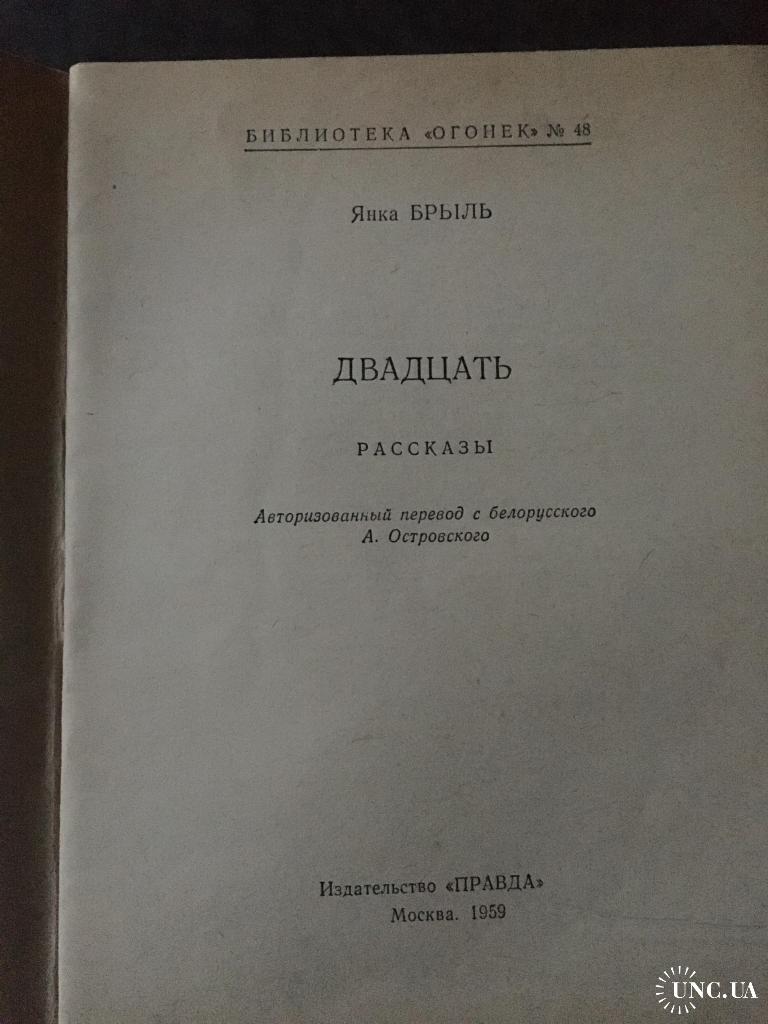 БИБЛИОТЕКА «ОГОНЕК» № 48
Янка БРЫЛЬ
ДВАДЦАТЬ
РАССКАЗЫ
Авторизованный перевод с белорусского
А. Островского
Издательство «ПРАВДА»
Москва. 1959
UNC.UA